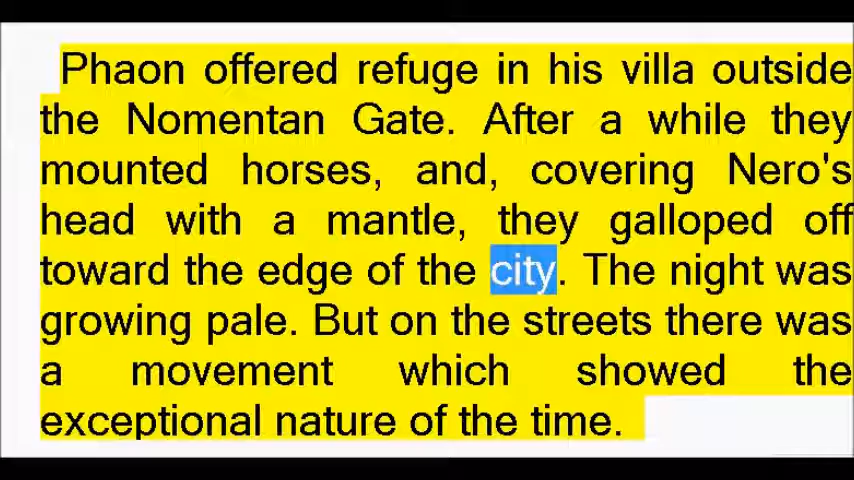 Phaon offered refuge in his villa outside
the Nomentan Gate. After a while they
mounted horses, and, covering Nero's
head with a mantle, they galloped off
toward the edge of the city. The night was
growing pale. But on the streets there was
a movement which showed the
exceptional nature of the time.